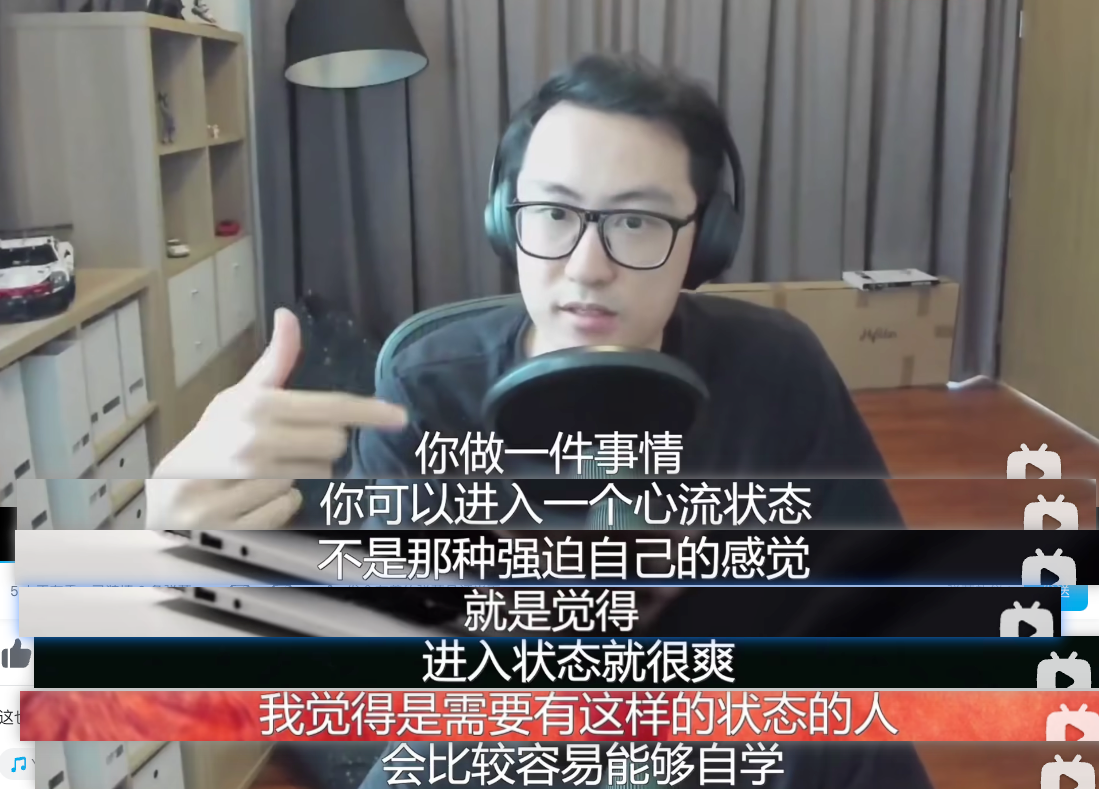 你做一件事情
你可以进入一个心流状态
不是那种强迫自己的感觉
就是觉得
进入状态就很爽
我觉得是需要有这样的状态的人
会比较容易能够自学